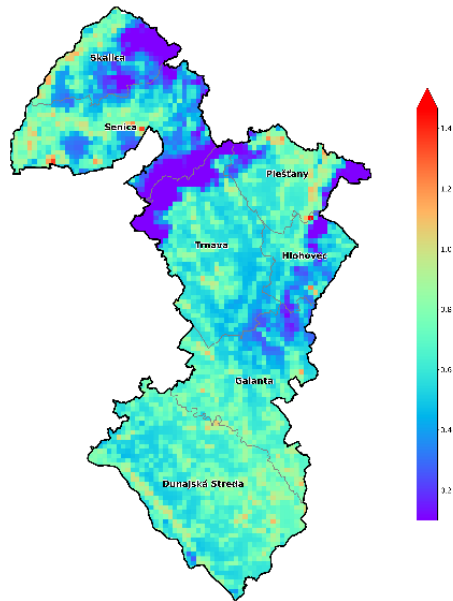 Skalica
Senica
Piešťany
Trnava
Hlohovec
Galanta
Dunajská Streda
1.4
1.2
1.0
0.8
0.6
0.4
0.2